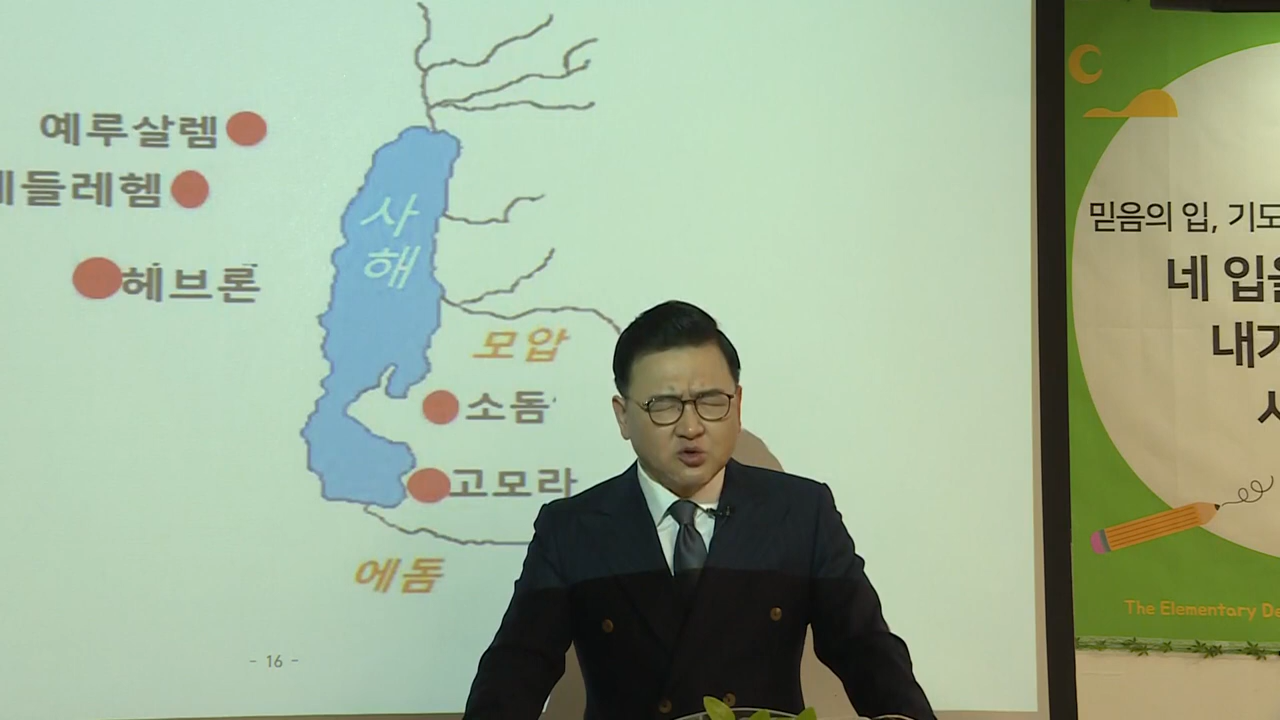 예루살렘
들레헴
헤브론
사
해
모압
소돔
고모라
에돔
- 16 -
믿음의 입, 기도
네 입을
내가
The Elementary De